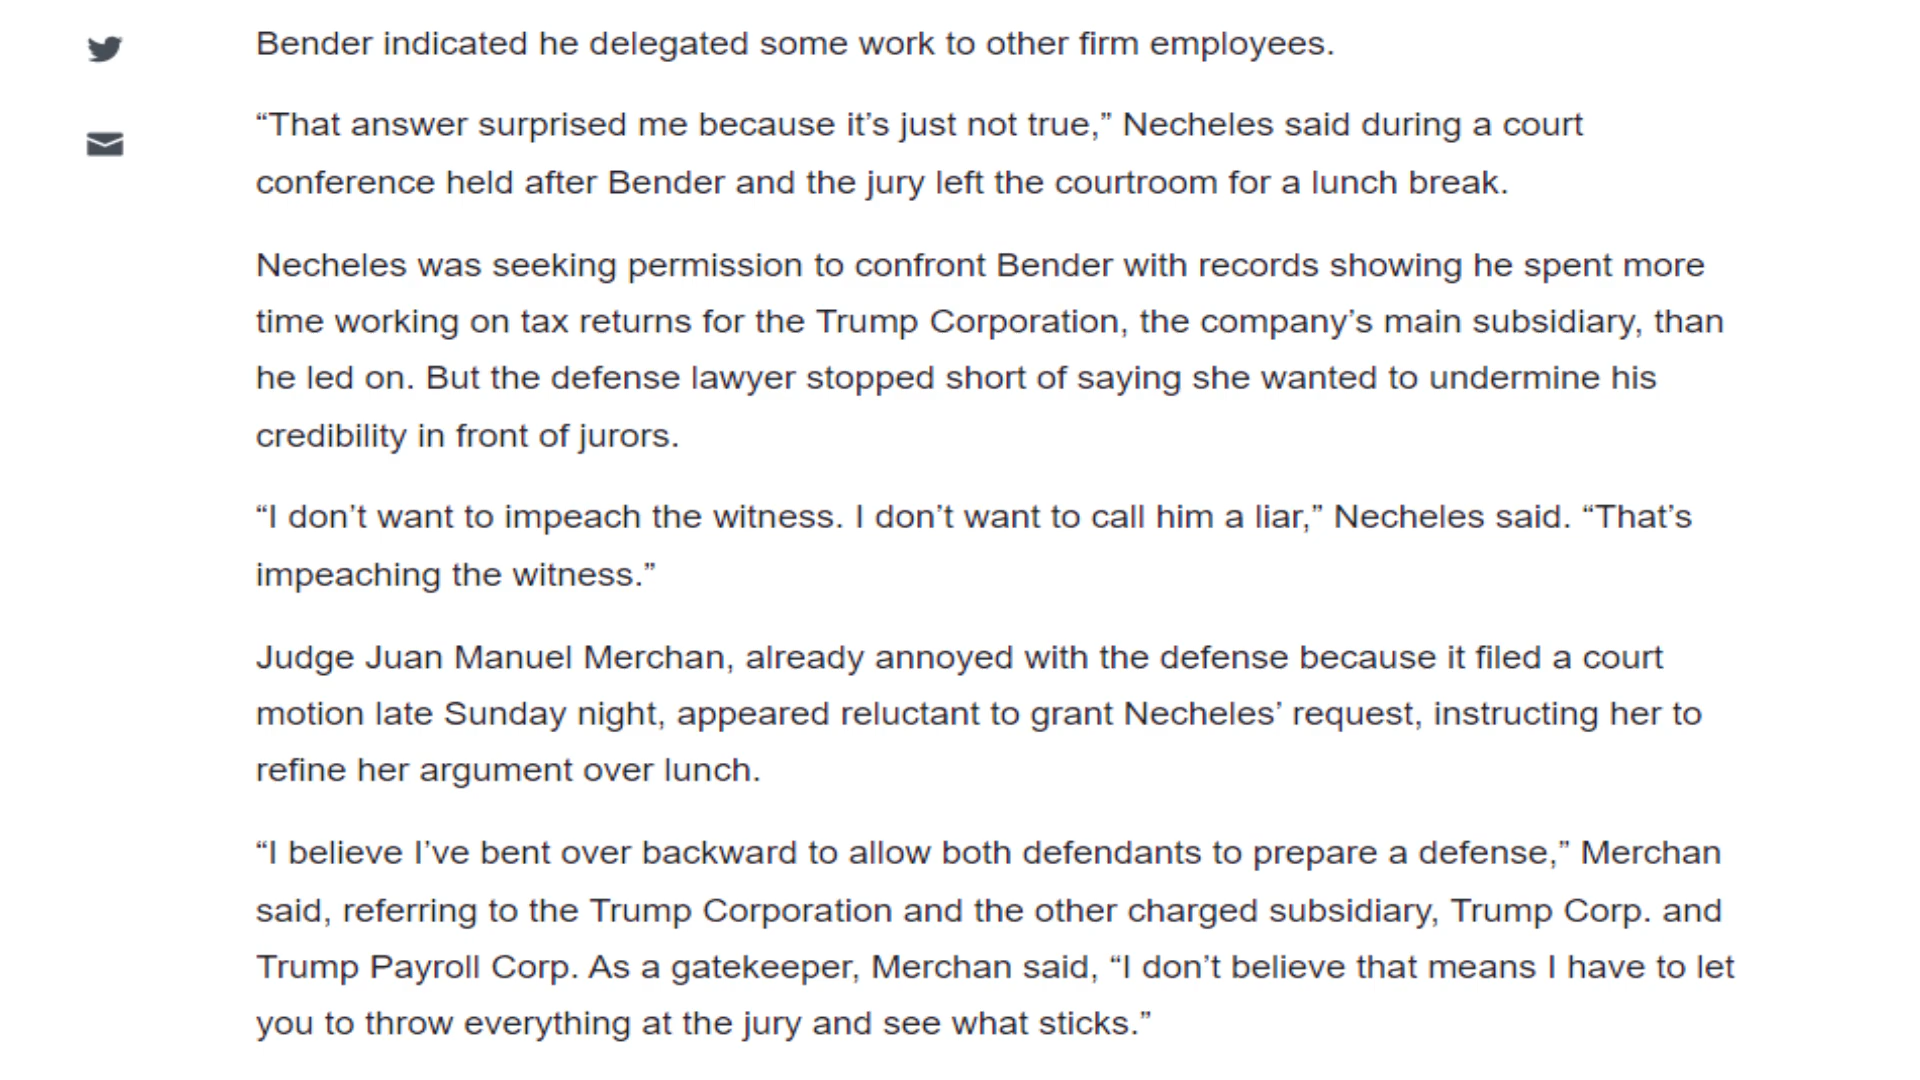 Bender indicated he delegated some work to other firm employees.
“That answer surprised me because it’s just not true,” Necheles said during a court
conference held after Bender and the jury left the courtroom for a lunch break.
Necheles was seeking permission to confront Bender with records showing he spent more
time working on tax returns for the Trump Corporation, the company’s main subsidiary, than
he led on. But the defense lawyer stopped short of saying she wanted to undermine his
credibility in front of jurors.
“I don’t want to impeach the witness. I don’t want to call him a liar,” Necheles said. “That’s
impeaching the witness.”
Judge Juan Manuel Merchan, already annoyed with the defense because it filed a court
motion late Sunday night, appeared reluctant to grant Necheles’ request, instructing her to
refine her argument over lunch.
“I believe I’ve bent over backward to allow both defendants to prepare a defense,” Merchan
said, referring to the Trump Corporation and the other charged subsidiary, Trump Corp. and
Trump Payroll Corp. As a gatekeeper, Merchan said, “I don’t believe that means I have to let
you to throw everything at the jury and see what sticks.”